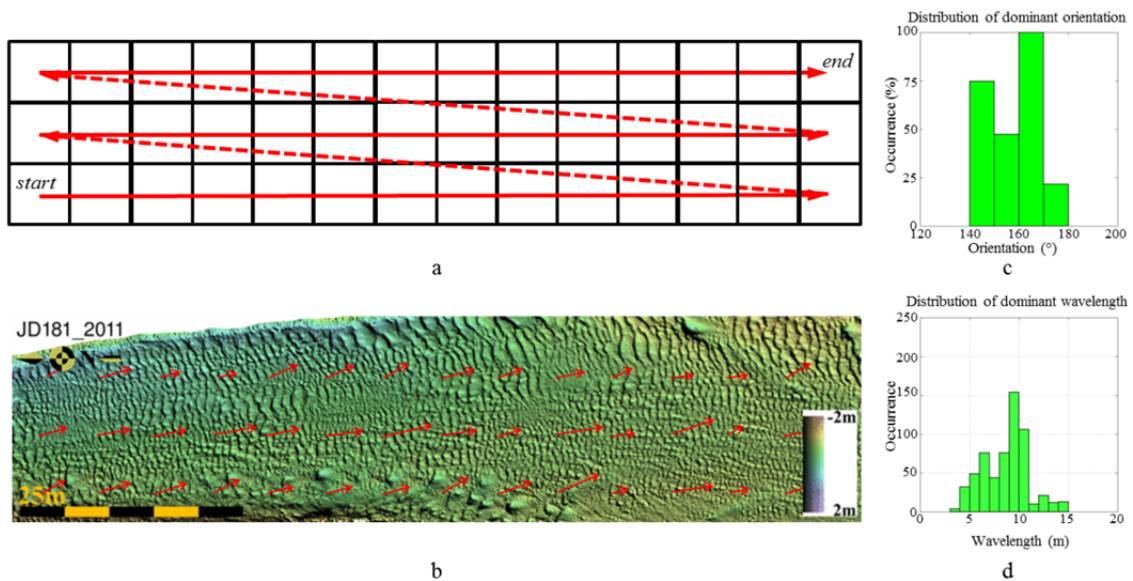 end
start
a
Distribution of dominant orientation
100
75
50
25
0
Occurrence (%)
120
140
160
180
200
Orientation (°)
c
JD181_2011
-2m
2m
25m
b
Distribution of dominant wavelength
250
200
150
100
50
0
Occurrence
5
10
15
20
Wavelength (m)
d